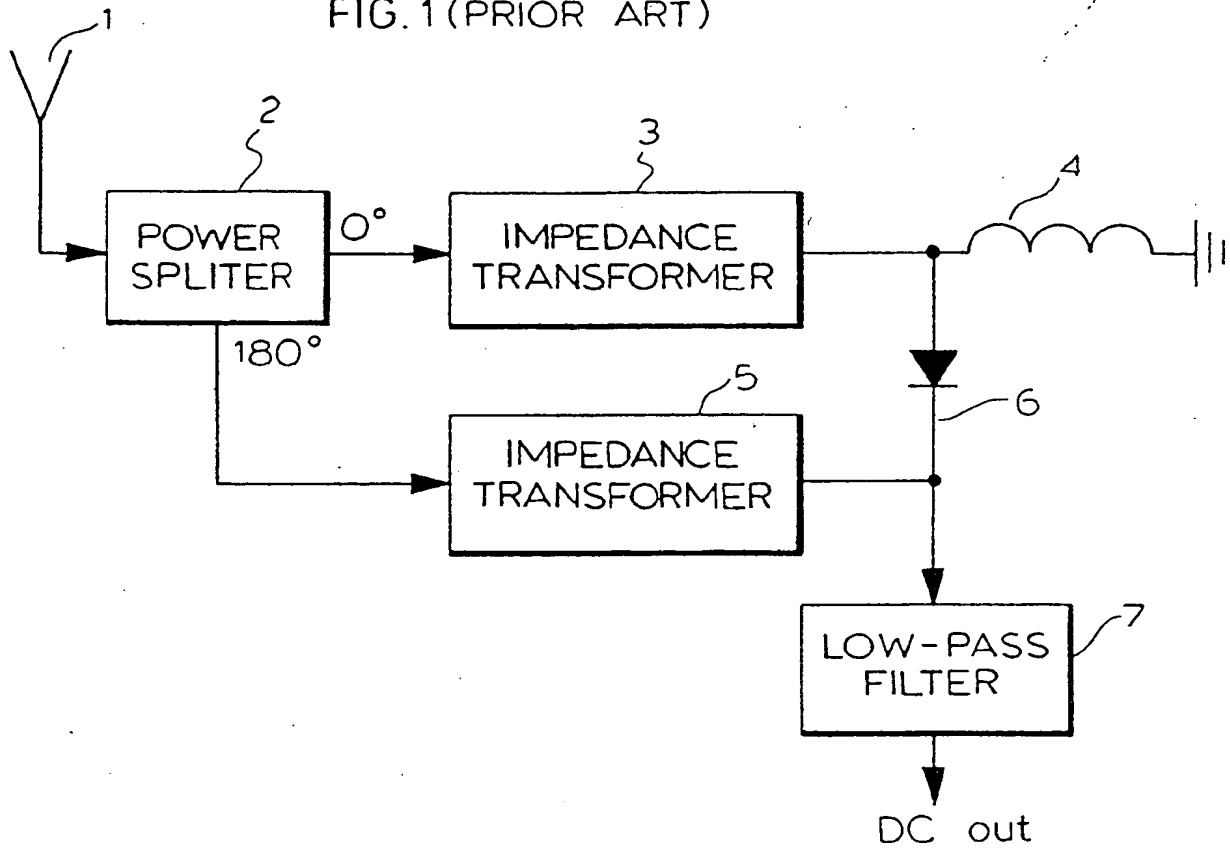 FIG. 1 (PRIOR ART)
1
2
3
4
POWER
SPLITER
0°
IMPEDANCE
TRANSFORMER
180°
5
6
IMPEDANCE
TRANSFORMER
7
LOW-PASS
FILTER
DC out